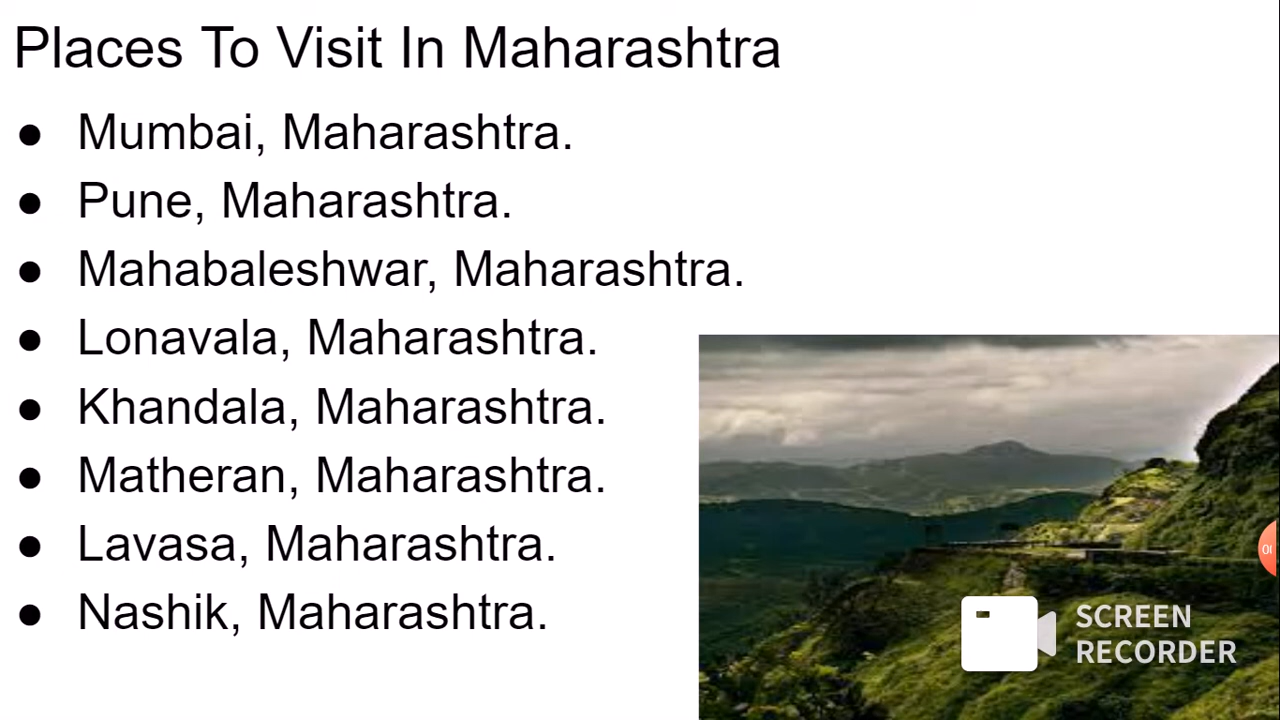 Places To Visit In Maharashtra
● Mumbai, Maharashtra.
● Pune, Maharashtra.
● Mahabaleshwar, Maharashtra.
● Lonavala, Maharashtra.
● Khandala, Maharashtra.
● Matheran, Maharashtra.
● Lavasa, Maharashtra.
● Nashik, Maharashtra.
SCREEN
RECORDER